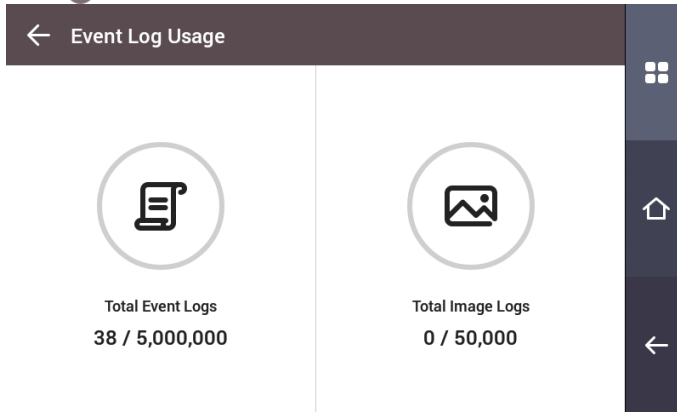 Event Log Usage
Total Event Logs
38 / 5,000,000
Total Image Logs
0 / 50,000